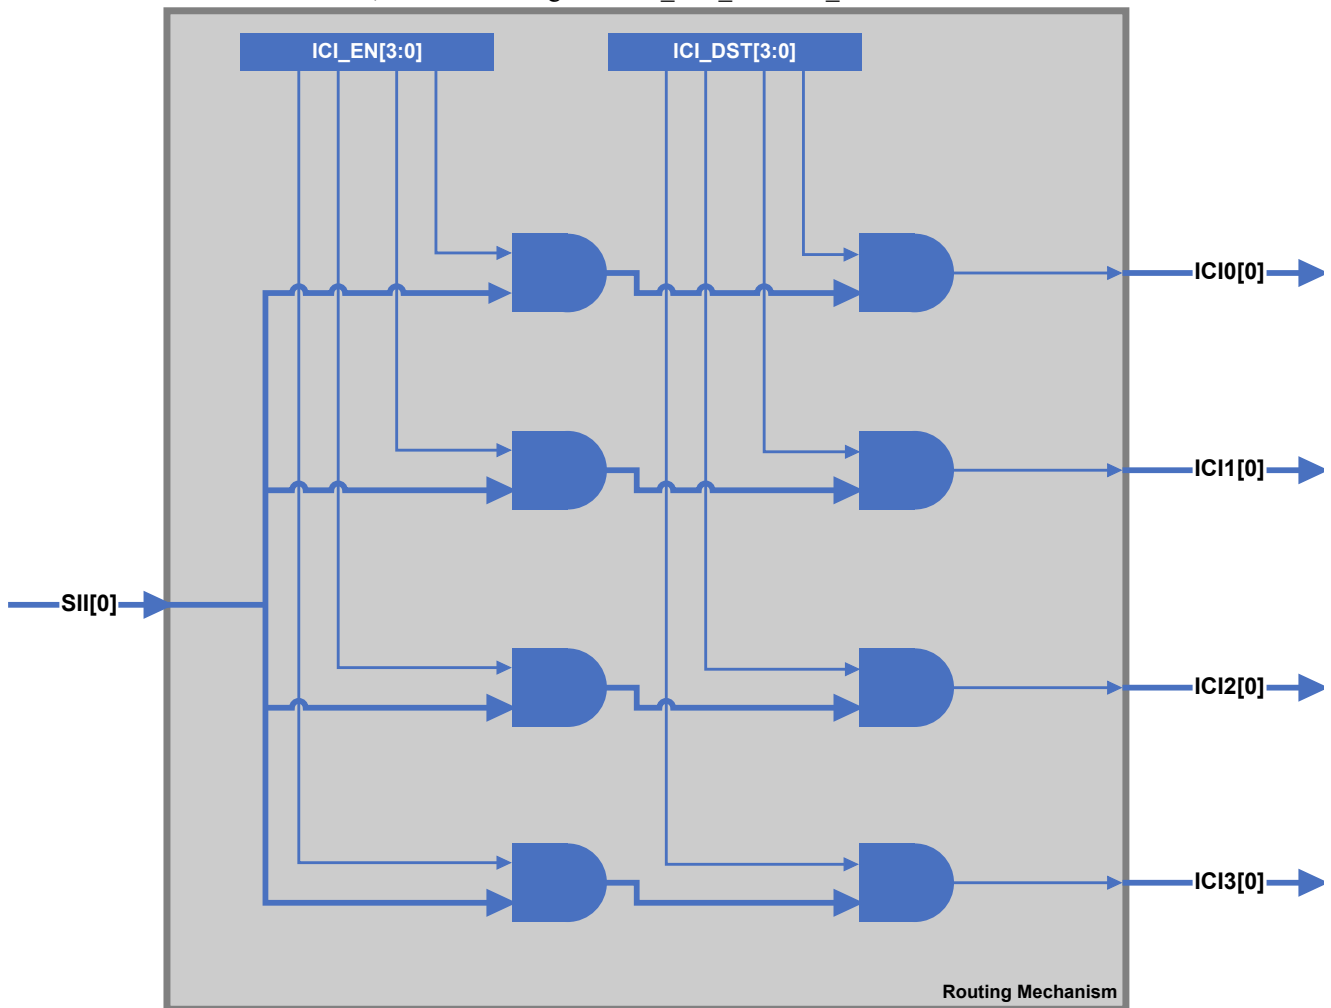 ICI_EN[3:0]
ICI_DST[3:0]
ICI0[0]
ICI1[0]
SII[0]
ICI2[0]
ICI3[0]
Routing Mechanism